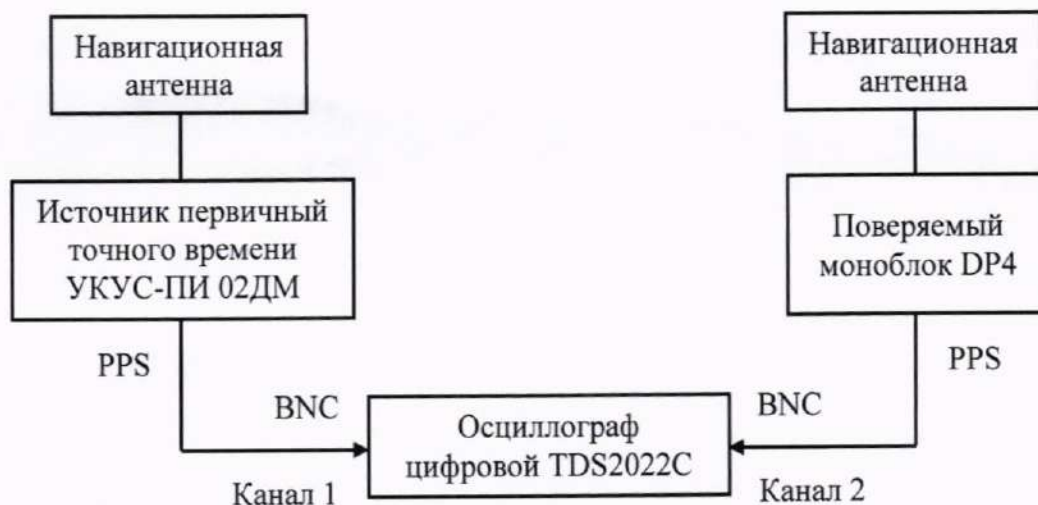 Навигационная
антенна
Навигационная
антенна
Источник первичный
точного времени
УКУС-ПИ 02ДМ
Поверяемый
моноблок DP4
PPS
PPS
BNC
BNC
Осциллограф
цифровой TDS2022C
Канал 1
Канал 2